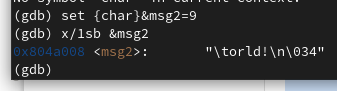 (gdb) set {char}&msg2=9
(gdb) x/1sb &msg2
0x804a008 <msg2>:       "\torld!\n\034"
(gdb)